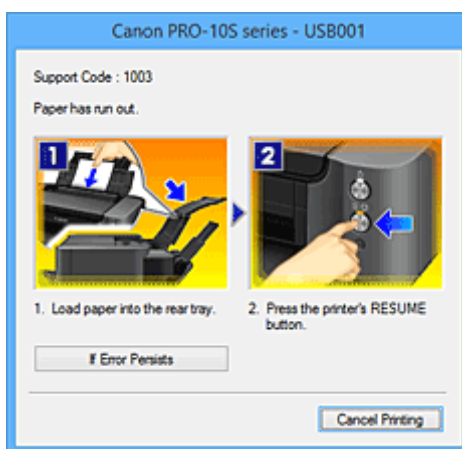 Canon PRO-10S series - USB001
Support Code : 1003
Paper has run out.
1
2
1. Load paper into the rear tray.
2. Press the printer's RESUME
button.
If Error Persists
Cancel Printing